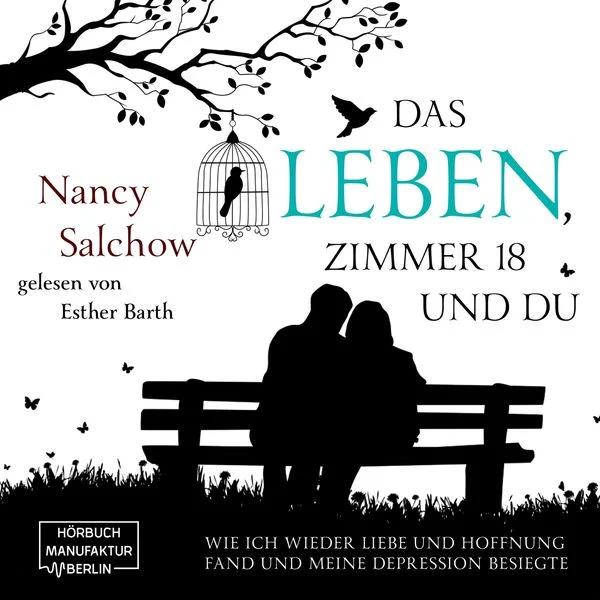 DAS
LEBEN,
ZIMMER 18
UND DU
Nancy
Salchow
gelesen von
Esther Barth
WIE ICH WIEDER LIEBE UND HOFFNUNG
FAND UND MEINE DEPRESSION BESIEGTE
HÖRBUCH
MANUFAKTUR
BERLIN